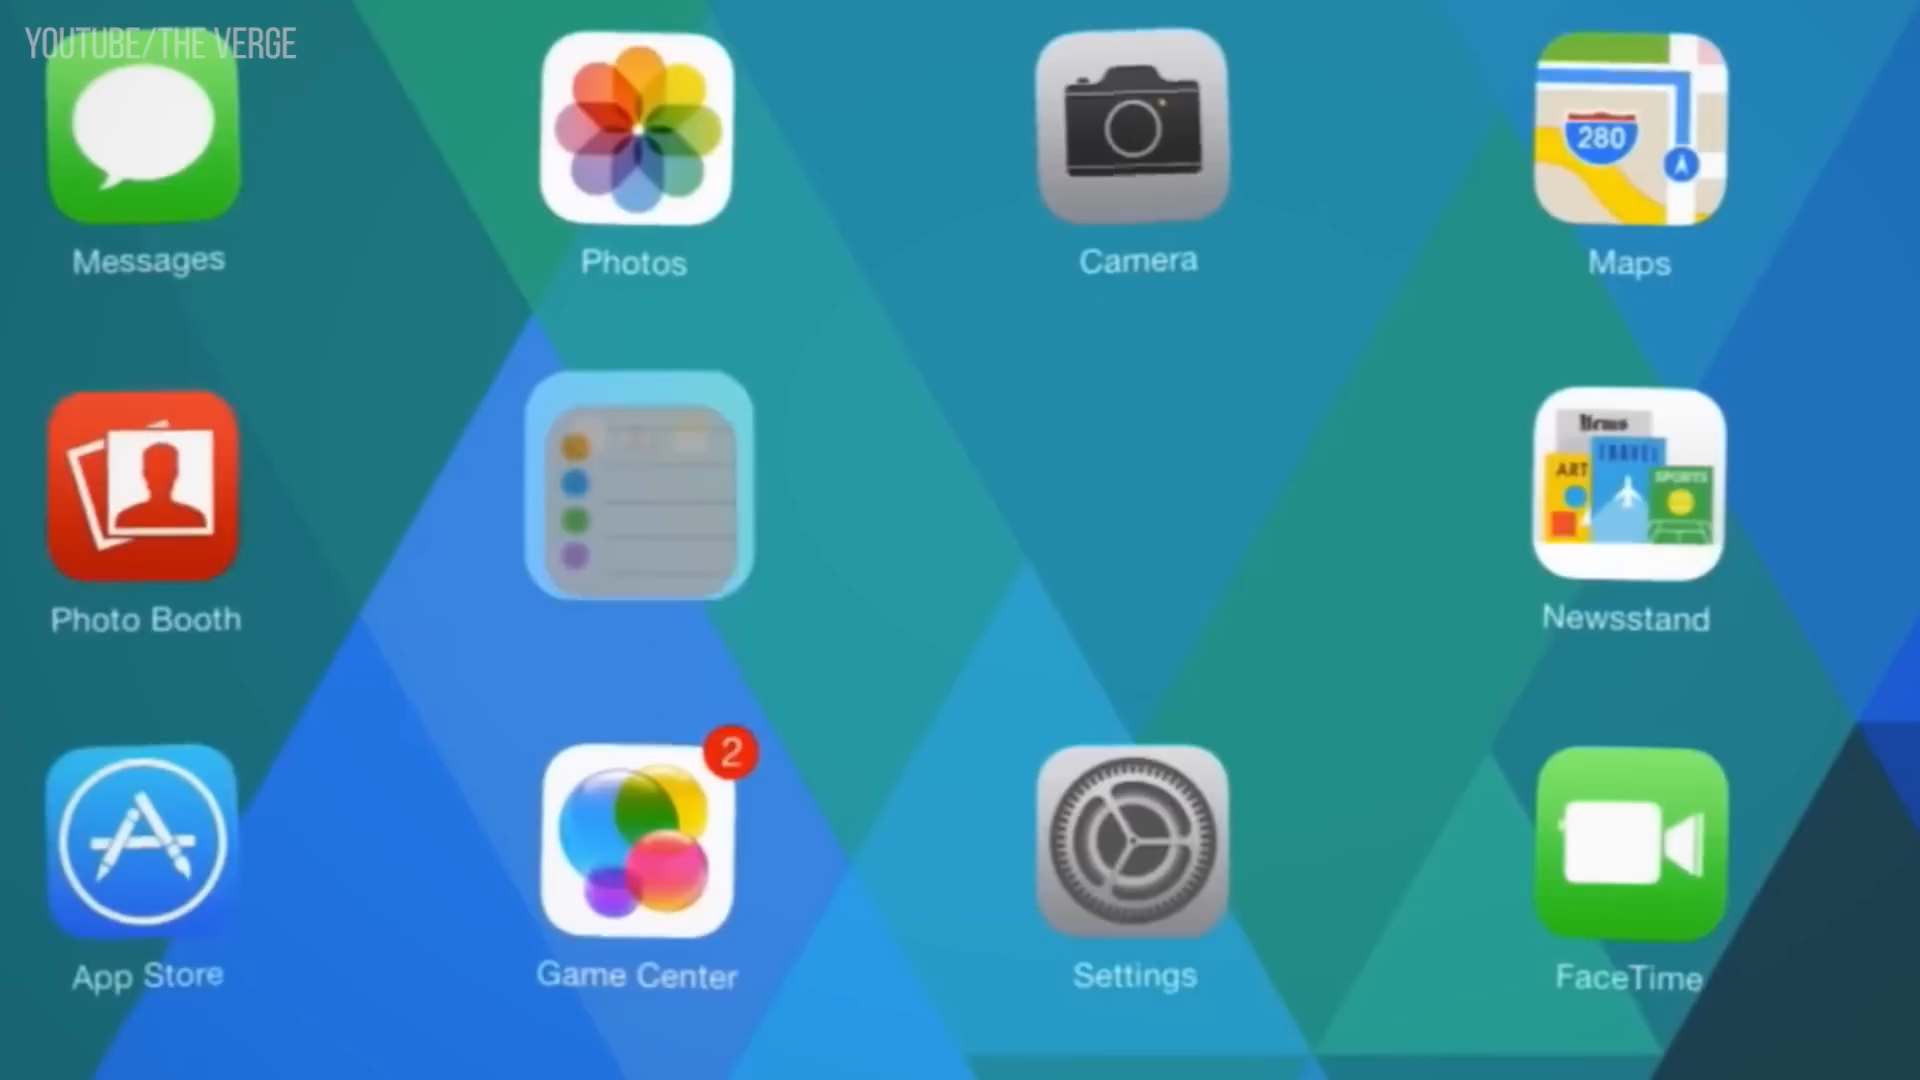 YOUTUBE/THE VERGE
Messages
Photos
Camera
Maps
280
Photo Booth
News
TRAVEL
ART
SPORTS
Newsstand
2
App Store
Game Center
Settings
FaceTime